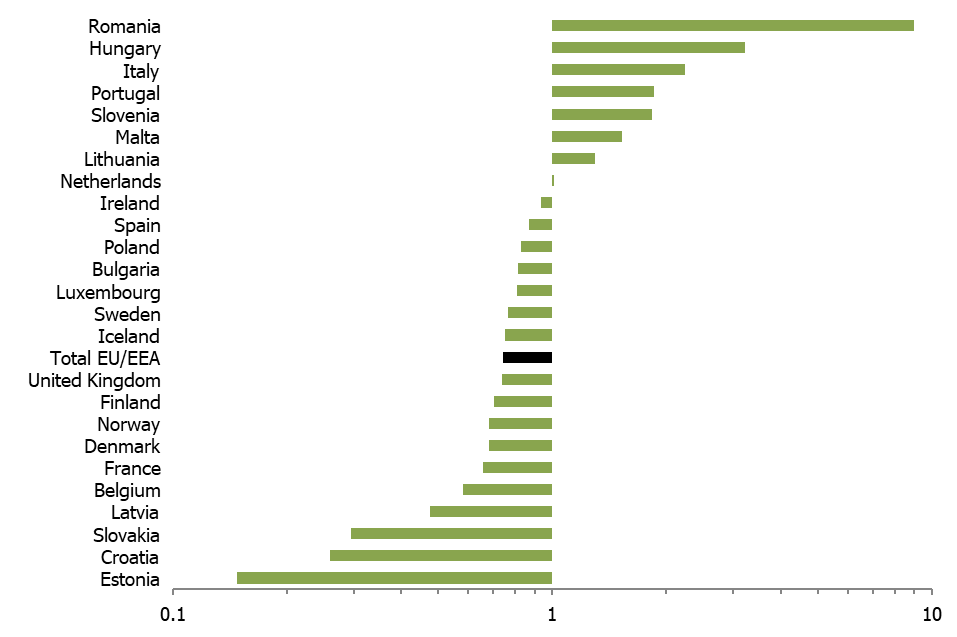 Romania
Hungary
Italy
Portugal
Slovenia
Malta
Lithuania
Netherlands
Ireland
Spain
Poland
Bulgaria
Luxembourg
Sweden
Iceland
Total EU/EEA
United Kingdom
Finland
Norway
Denmark
France
Belgium
Latvia
Slovakia
Croatia
Estonia
0.1 1 10